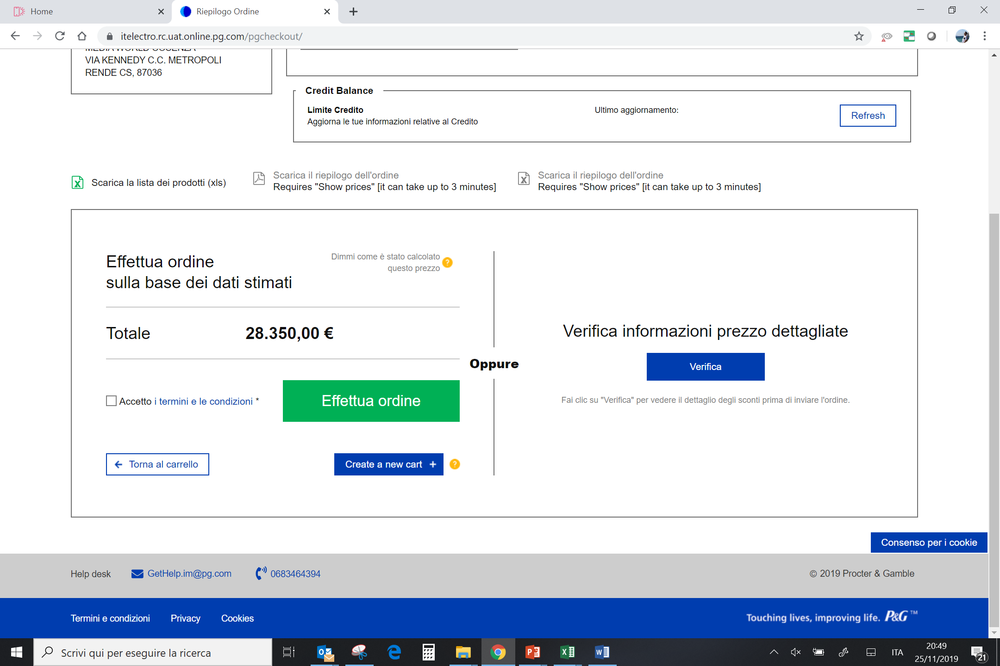 Home
Riepilogo Ordine
itelectro.rc.uat.online.pg.com/pgcheckout/
MEDIA WORLD COSENZA
VIA KENNEDY C.C. METROPOLI
RENDE CS, 87036
Credit Balance
Limite Credito
Aggiorna le tue informazioni relative al Credito
Ultimo aggiornamento:
Refresh
Scarica la lista dei prodotti (xls)
Scarica il riepilogo dell'ordine
Requires "Show prices" [it can take up to 3 minutes]
Scarica il riepilogo dell'ordine
Requires "Show prices" [it can take up to 3 minutes]
Effettua ordine
sulla base dei dati stimati
Dimmi come è stato calcolato
questo prezzo
Totale 28.350,00 €
Accetto i termini e le condizioni *
Effettua ordine
Torna al carrello
Create a new cart +
Oppure
Verifica informazioni prezzo dettagliate
Verifica
Fai clic su "Verifica" per vedere il dettaglio degli sconti prima di inviare l'ordine.
Consenso per i cookie
Help desk
GetHelp.im@pg.com
0683464394
© 2019 Procter & Gamble
Termini e condizioni
Privacy
Cookies
Touching lives, improving life. P&G™
Scrivi qui per eseguire la ricerca
ITA
20:49
25/11/2019
21